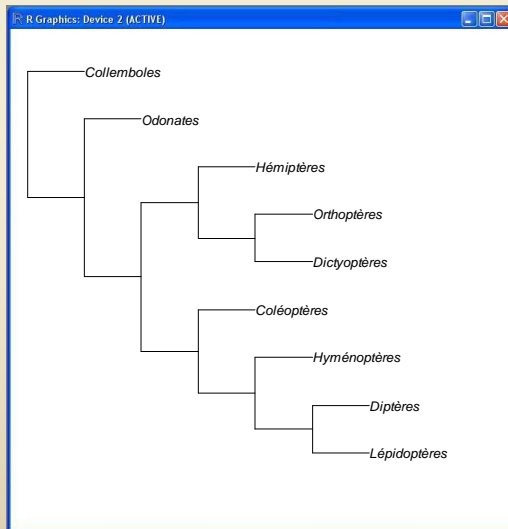 R Graphics: Device 2 (ACTIVE)
Collemboles
Odonates
Hémiptères
Orthoptères
Dictyoptères
Coléoptères
Hyménoptères
Diptères
Lépidoptères